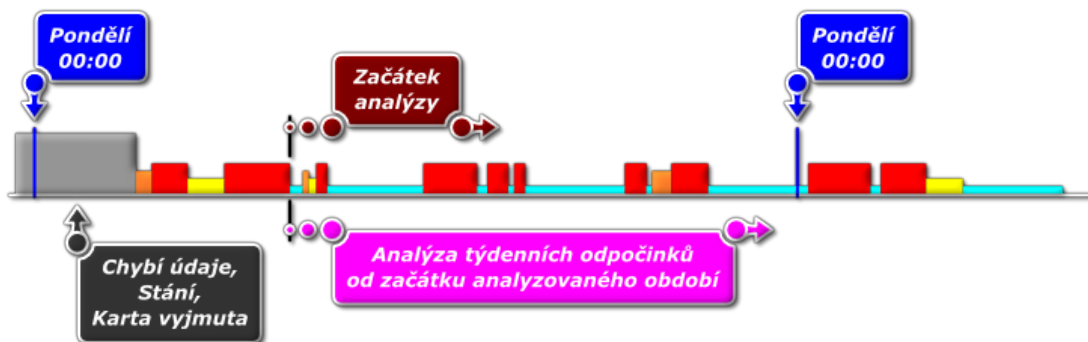 Pondělí
00:00
Začátek
analýzy
Pondělí
00:00
Chybí údaje,
Stání,
Karta vyjmuta
Analýza týdenních odpočinků
od začátku analyzovaného období